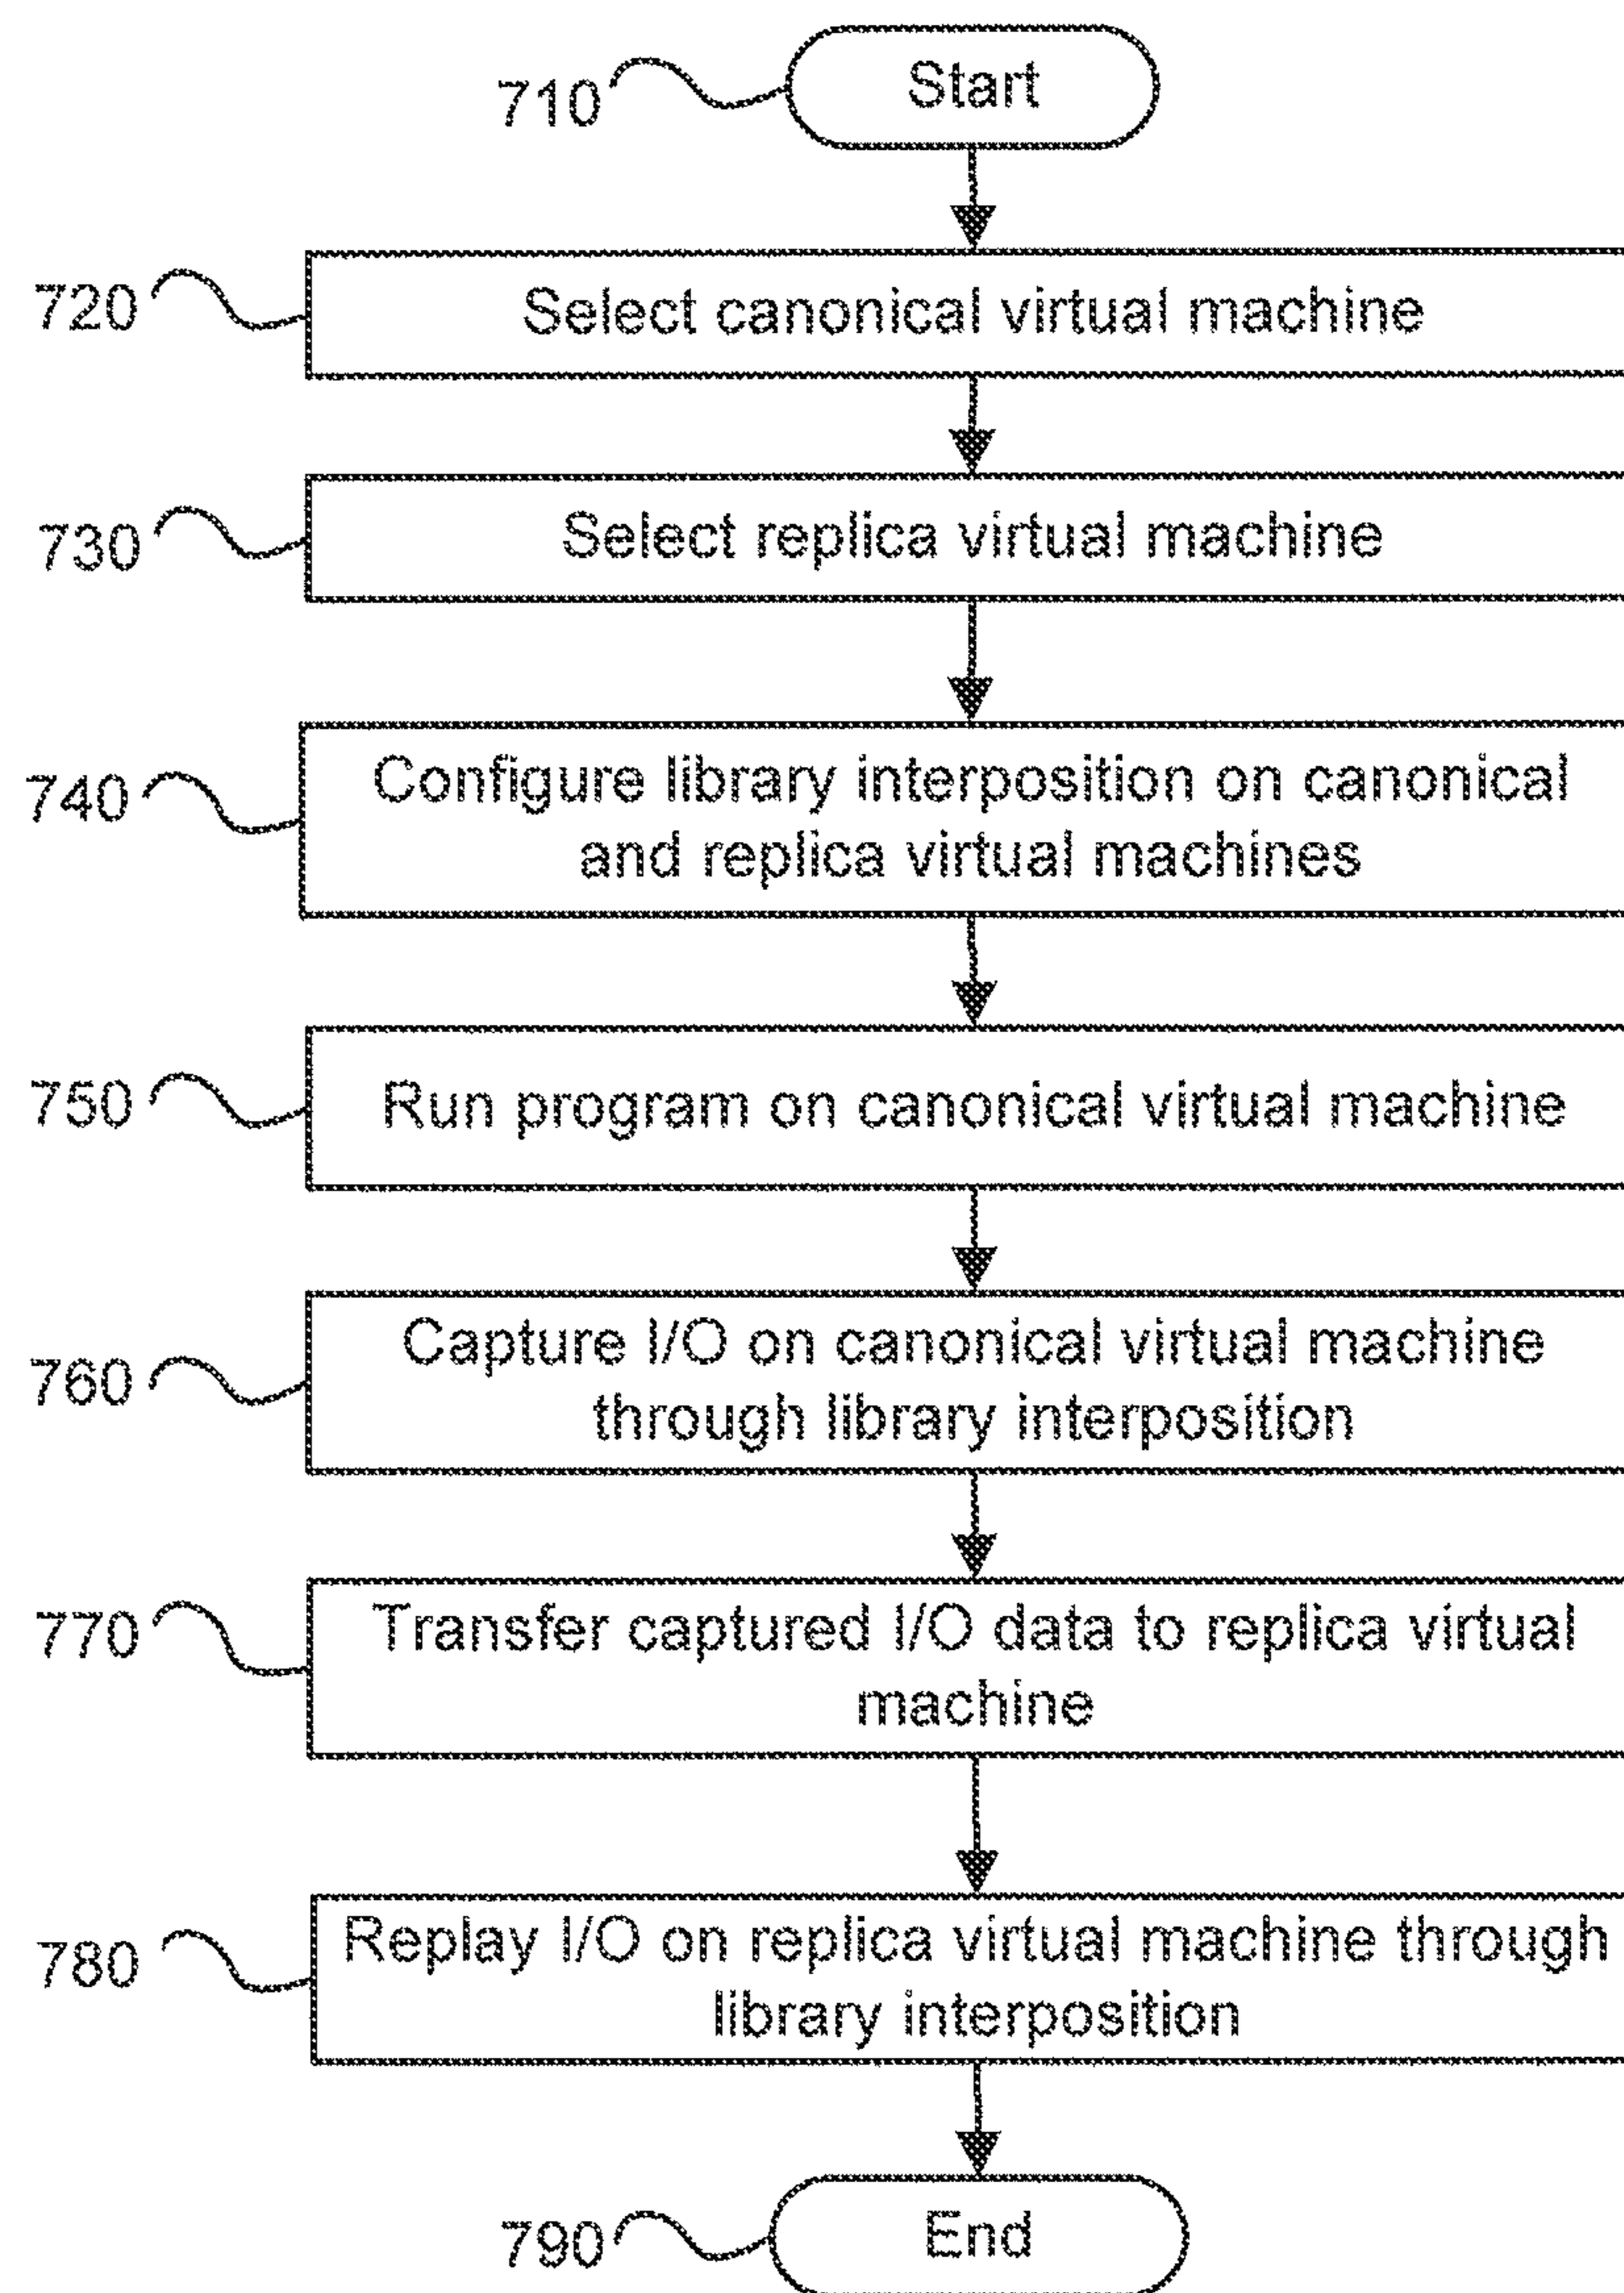 710
Start
720
Select canonical virtual machine
730
Select replica virtual machine
740
Configure library interposition on canonical
and replica virtual machines
750
Run program on canonical virtual machine
760
Capture I/O on canonical virtual machine
through library interposition
770
Transfer captured I/O data to replica virtual
machine
780
Replay I/O on replica virtual machine through
library interposition
790
End